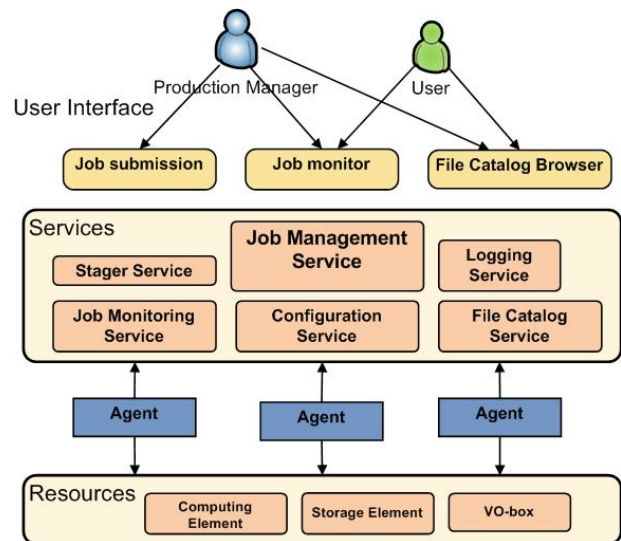 Production Manager
User
User Interface
Job submission
Job monitor
File Catalog Browser
Services
Job Management
Service
Logging
Service
Stager Service
Job Monitoring
Service
Configuration
Service
File Catalog
Service
Agent
Agent
Agent
Resources
Computing
Element
Storage Element
VO-box